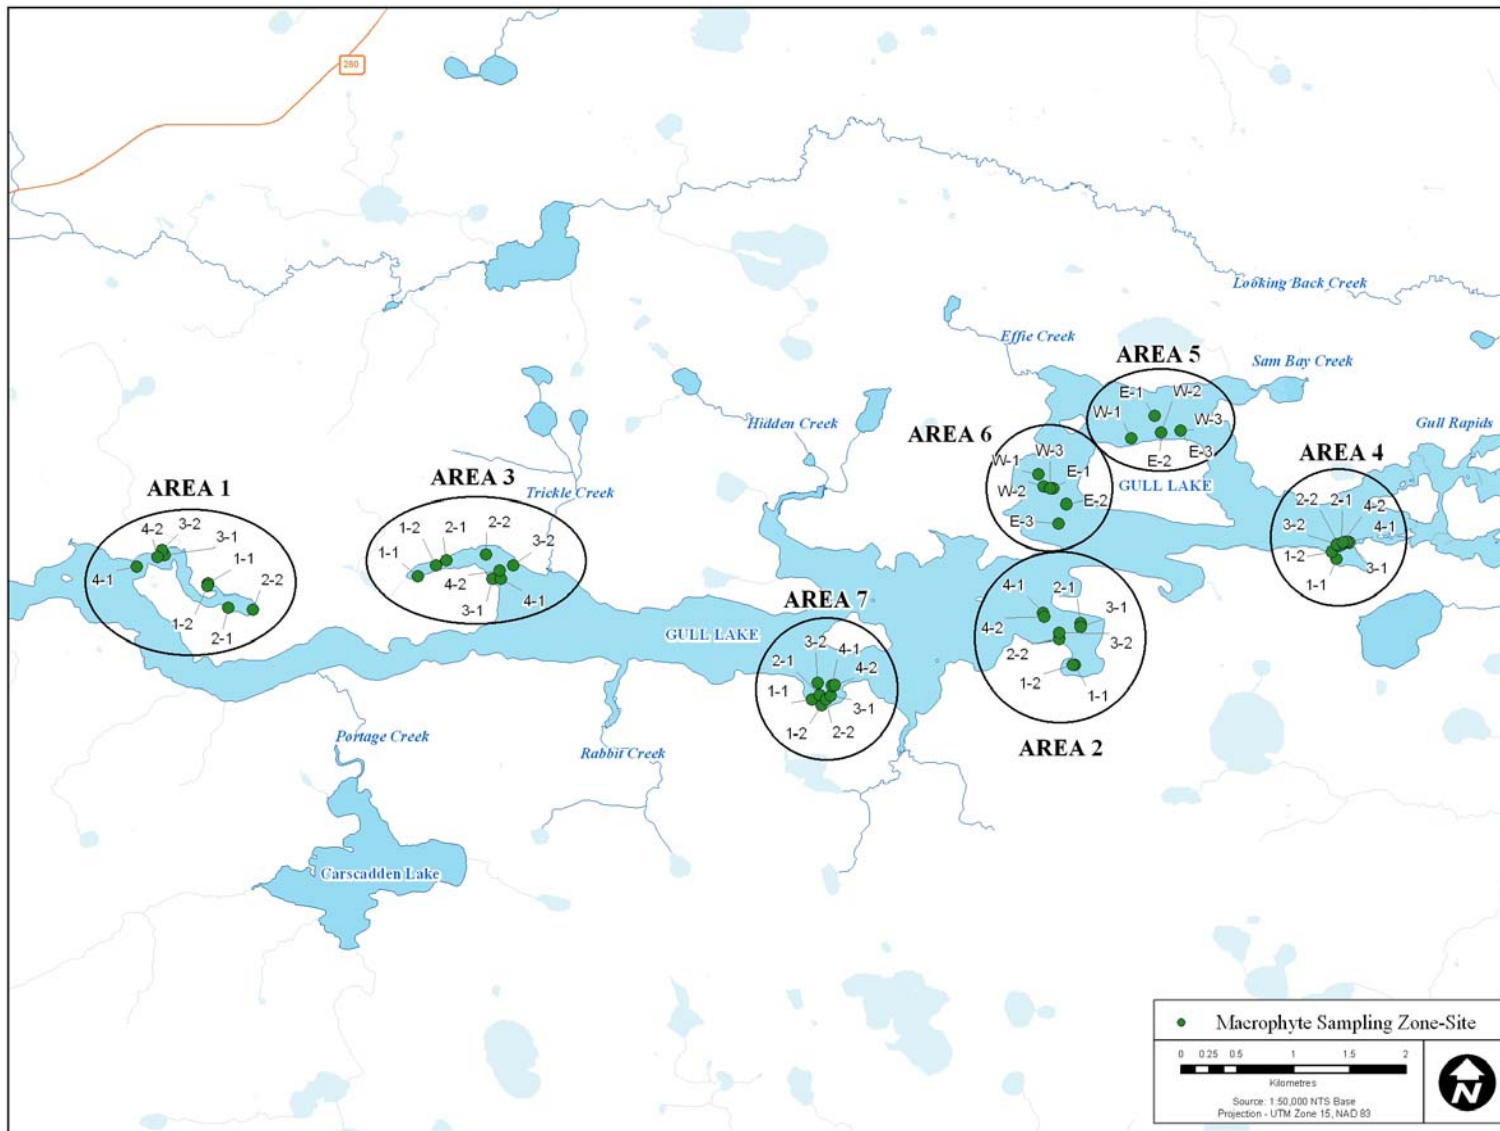 280
Looking Back Creek
Effie Creek
AREA 5
Sam Bay Creek
E-1
W-2
W-1
W-3
E-3
E-2
Hidden Creek
AREA 6
W-3
W-1
E-1
W-2
E-2
E-3
GULL LAKE
Gull Rapids
AREA 4
2-2
2-1
4-2
3-2
4-1
1-2
3-1
1-1
AREA 1
3-2
4-2
3-1
1-1
4-1
2-2
1-2
2-1
AREA 3
Trickle Creek
1-2
2-1
2-2
1-1
3-2
4-2
3-1
4-1
GULL LAKE
AREA 7
3-2
4-1
2-1
4-2
1-1
3-1
1-2
2-2
4-1
2-1
3-1
4-2
3-2
2-2
1-2
1-1
AREA 2
Portage Creek
Rabbit Creek
Carscadden Lake
Macrophyte Sampling Zone-Site
0 0.25 0.5 1 1.5 2
Kilometres
Source: 1:50,000 NTS Base
Projection - UTM Zone 15, NAD 83
N